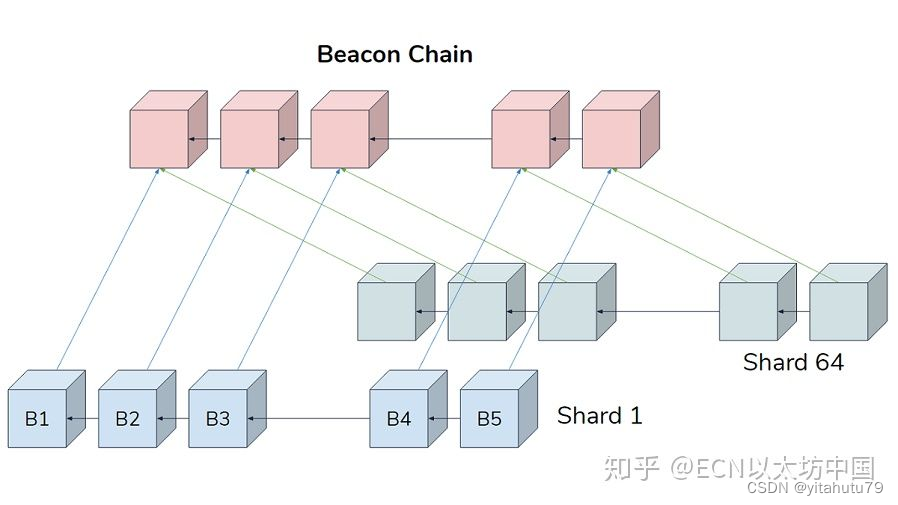 Beacon Chain
Shard 64
B1
B2
B3
B4
B5
Shard 1
知乎 @ECN以太坊中国
CSDN @yitahutu79